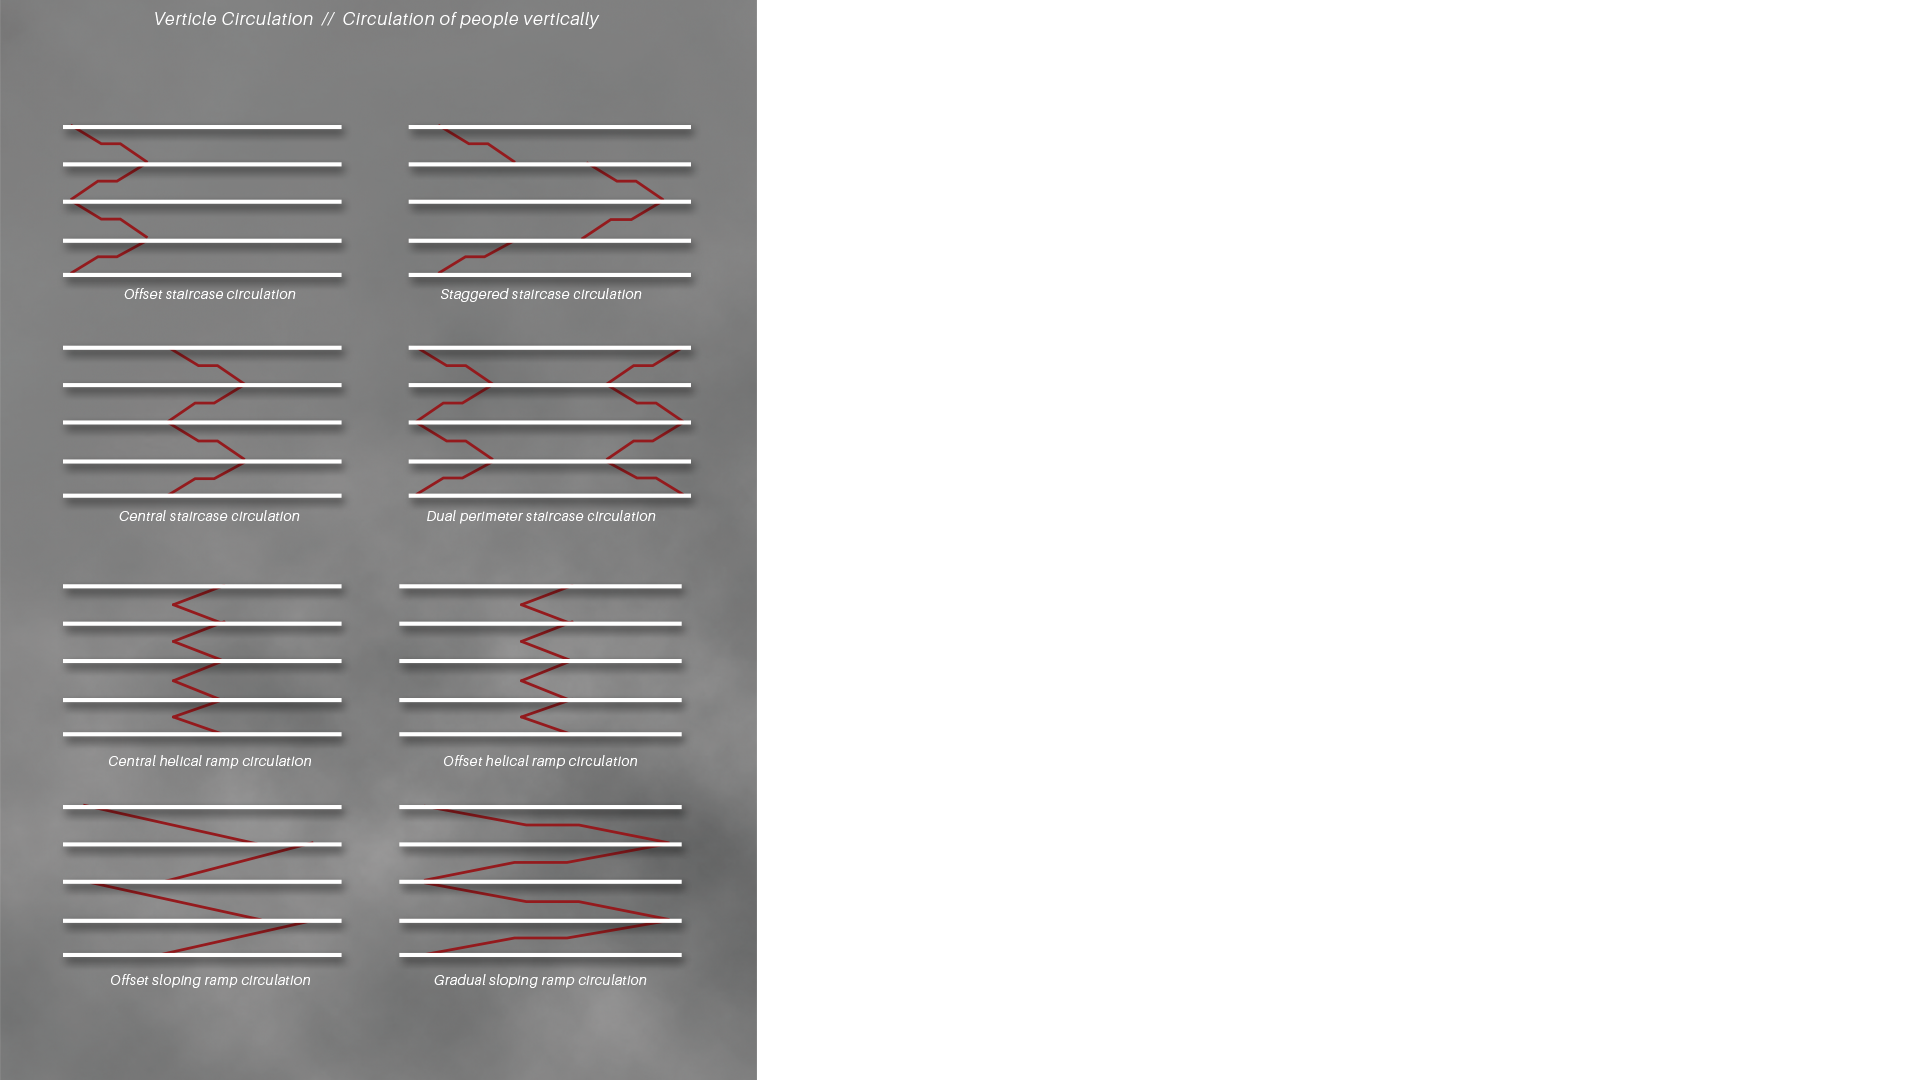 Verticle Circulation // Circulation of people vertically
Offset staircase circulation
Staggered staircase circulation
Central staircase circulation
Dual perimeter staircase circulation
Central helical ramp circulation
Offset helical ramp circulation
Offset sloping ramp circulation
Gradual sloping ramp circulation